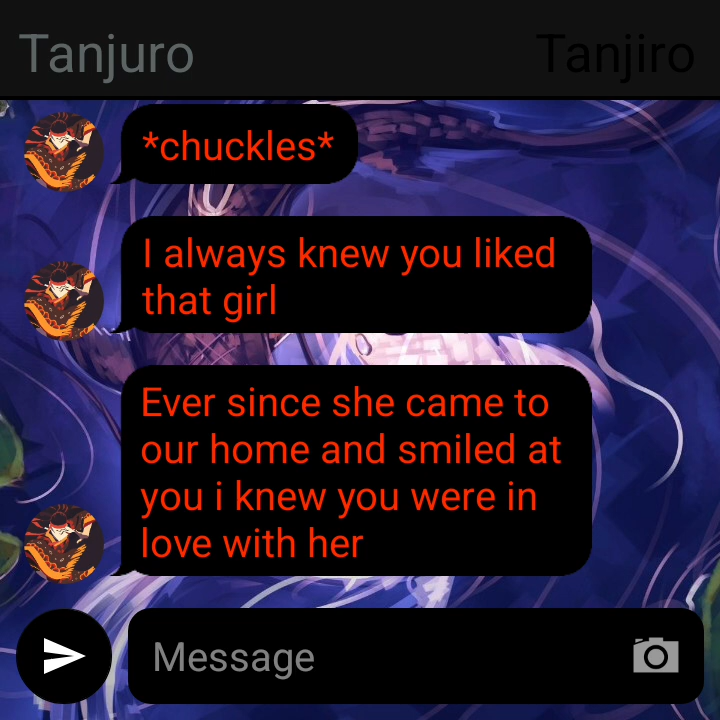 Tanjuro
Tanjiro
*chuckles*
I always knew you liked
that girl
Ever since she came to
our home and smiled at
you i knew you were in
love with her
Message